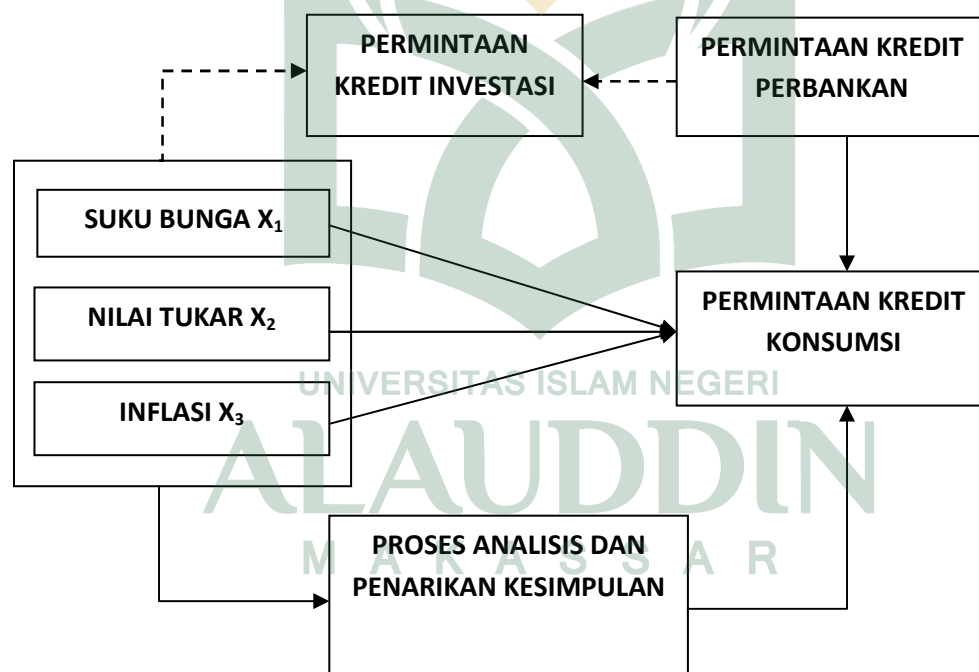 PERMINTAAN
KREDIT INVESTASI
PERMINTAAN KREDIT
PERBANKAN
SUKU BUNGA X₁
NILAI TUKAR X₂
INFLASI X₃
PERMINTAAN KREDIT
KONSUMSI
UNIVERSITAS ISLAM NEGERI
ALAUDDIN
MAKASSAR
PROSES ANALISIS DAN
PENARIKAN KESIMPULAN